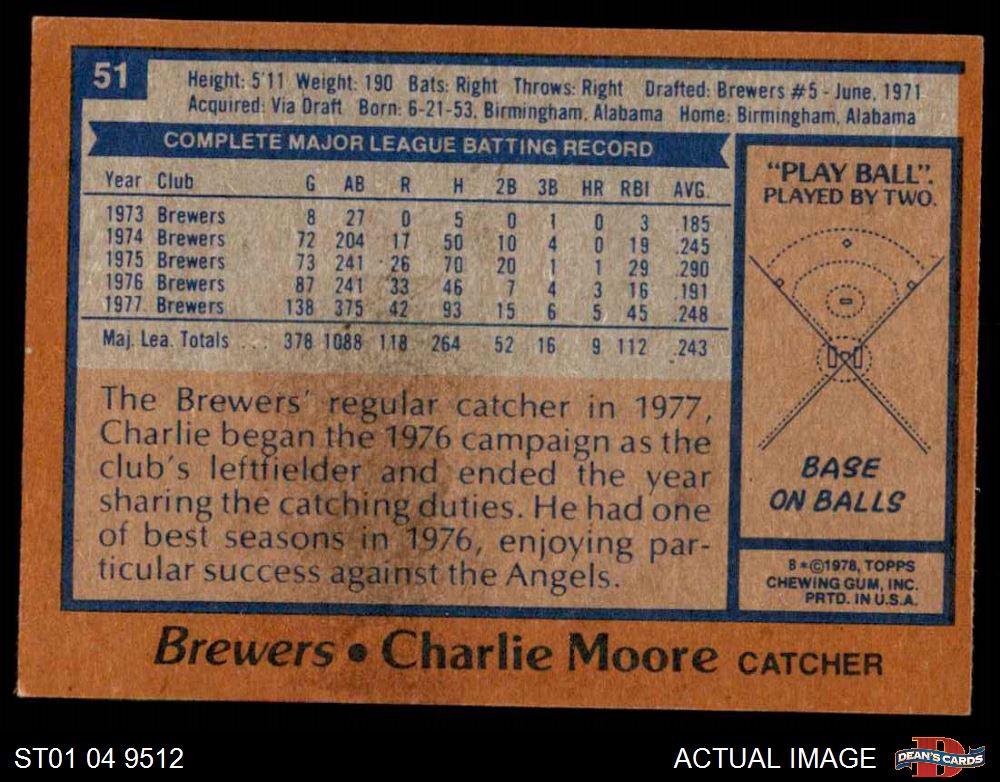 51
Height: 5'11 Weight: 190 Bats: Right Throws: Right Drafted: Brewers #5 - June, 1971
Acquired: Via Draft Born: 6-21-53, Birmingham, Alabama Home: Birmingham, Alabama
COMPLETE MAJOR LEAGUE BATTING RECORD
Year Club G AB R H 2B 3B HR RBI AVG.
1973 Brewers 8 27 0 5 0 1 0 3 .185
1974 Brewers 72 204 17 50 10 4 0 19 .245
1975 Brewers 73 241 26 70 20 1 1 29 .290
1976 Brewers 87 241 33 46 7 4 3 16 .191
1977 Brewers 138 375 42 93 15 6 5 45 .248
Maj. Lea. Totals ... 378 1088 118 264 52 16 9 112 .243
The Brewers' regular catcher in 1977,
Charlie began the 1976 campaign as the
club's leftfielder and ended the year
sharing the catching duties. He had one
of best seasons in 1976, enjoying par-
ticular success against the Angels.
"PLAY BALL".
PLAYED BY TWO.
BASE
ON BALLS
8*©1978, TOPPS
CHEWING GUM, INC.
PRTD. IN U.S.A.
Brewers • Charlie Moore CATCHER
ST01 04 9512
ACTUAL IMAGE
D
DEAN'S CARDS